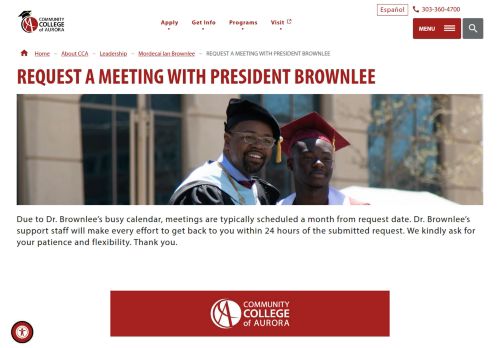 COMMUNITY
COLLEGE
of AURORA
Apply
Get Info
Programs
Visit
Español
303-360-4700
MENU
Home – About CCA – Leadership – Mordecai Ian Brownlee – REQUEST A MEETING WITH PRESIDENT BROWNLEE
REQUEST A MEETING WITH PRESIDENT BROWNLEE
Due to Dr. Brownlee’s busy calendar, meetings are typically scheduled a month from request date. Dr. Brownlee’s
support staff will make every effort to get back to you within 24 hours of the submitted request. We kindly ask for
your patience and flexibility. Thank you.
COMMUNITY
COLLEGE
of AURORA